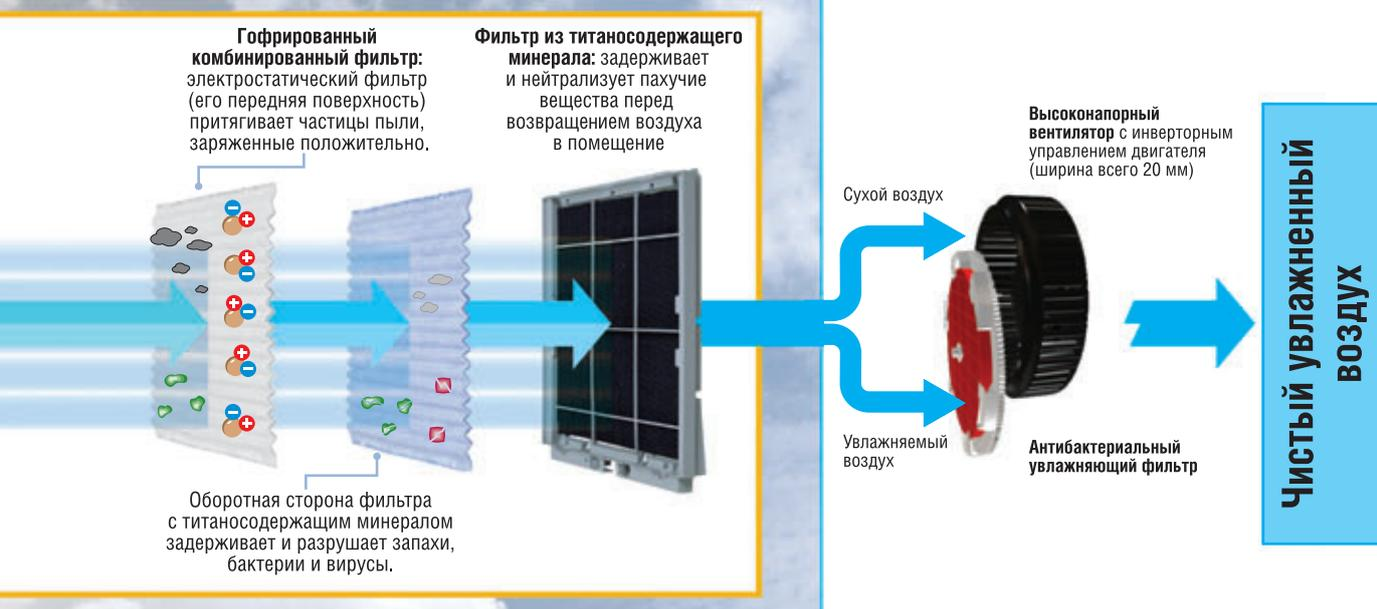 Гофрированный
комбинированный фильтр:
электростатический фильтр
(его передняя поверхность)
притягивает частицы пыли,
заряженные положительно.
Фильтр из титаносодержащего
минерала: задерживает
и нейтрализует пахучие
вещества перед
возвращением воздуха
в помещение
Оборотная сторона фильтра
с титаносодержащим минералом
задерживает и разрушает запахи,
бактерии и вирусы.
Сухой воздух
Увлажняемый
воздух
Высоконапорный
вентилятор с инверторным
управлением двигателя
(ширина всего 20 мм)
Антибактериальный
увлажняющий фильтр
Чистый увлажненный
воздух